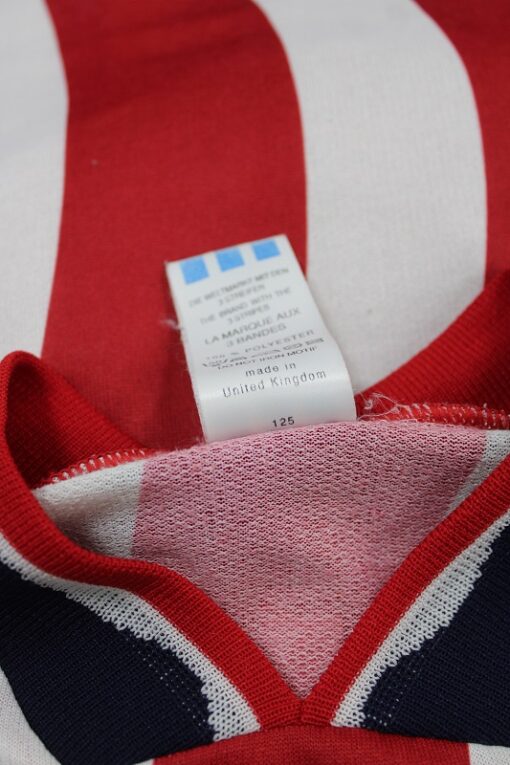 DIE WELTMARKT MIT DEN
3 STREIFEN
THE BRAND WITH THE
3 STRIPES
LA MARQUE AUX
3 BANDES
100 % POLYESTER
DO NOT IRON MOTIF
made in
United Kingdom
125